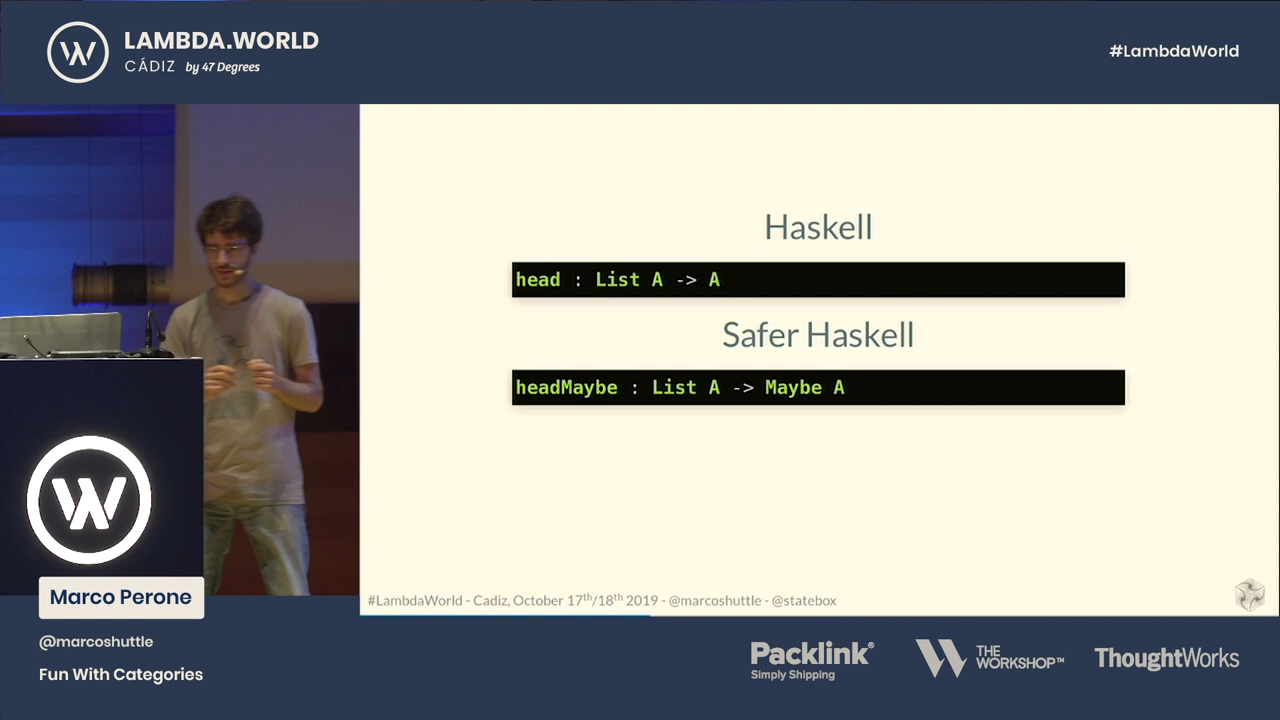 LAMBDA.WORLD
CÁDIZ by 47 Degrees
#LambdaWorld
Haskell
head : List A -> A
Safer Haskell
headMaybe : List A -> Maybe A
#LambdaWorld - Cadiz, October 17th/18th 2019 - @marcoshuttle - @statebox
W
Marco Perone
@marcoshuttle
Fun With Categories
Packlink®
Simply Shipping
THE
WORKSHOP™
ThoughtWorks